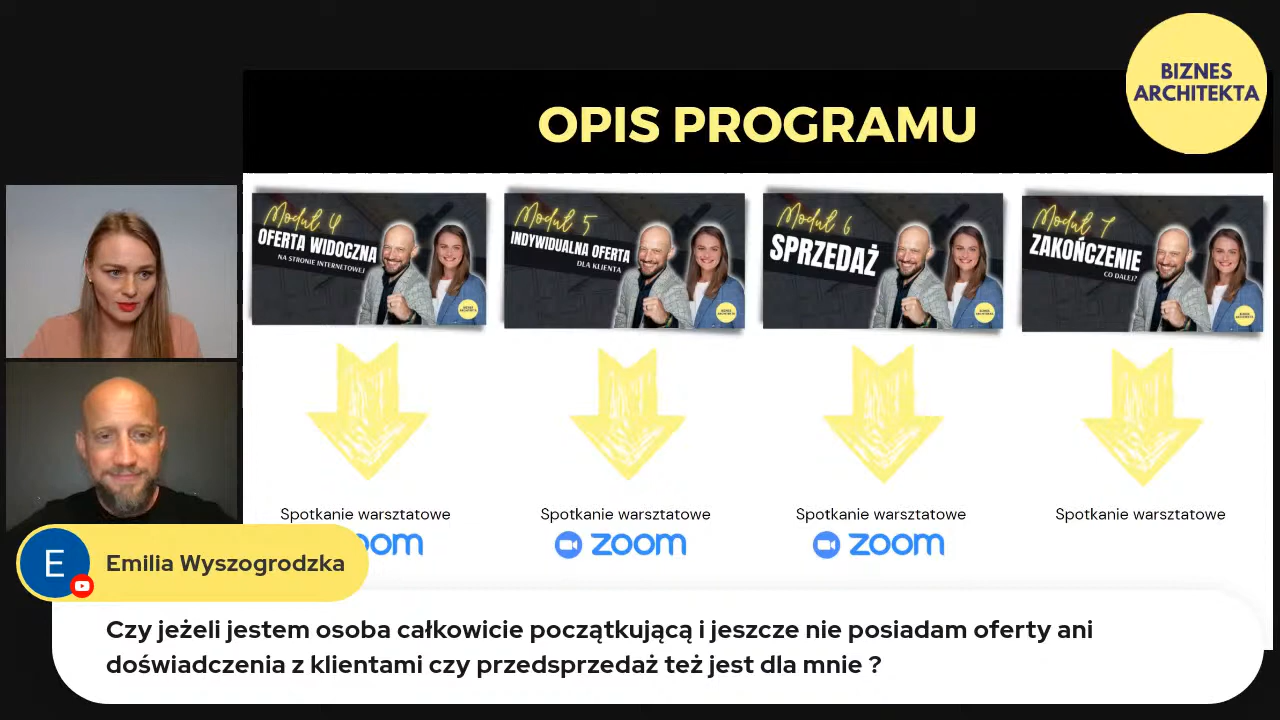 BIZNES
ARCHITEKTA
OPIS PROGRAMU
Moduł 4
OFERTA WIDOCZNA
NA STRONIE INTERNETOWEJ
Moduł 5
INDYWIDUALNA OFERTA
DLA KLIENTA
Moduł 6
SPRZEDAŻ
Moduł 7
ZAKOŃCZENIE
CO DALEJ?
Spotkanie warsztatowe
Spotkanie warsztatowe
zoom
Spotkanie warsztatowe
zoom
Spotkanie warsztatowe
E
Emilia Wyszogrodzka
Czy jeżeli jestem osoba całkowicie początkującą i jeszcze nie posiadam oferty ani
doświadczenia z klientami czy przedsprzedaż też jest dla mnie ?